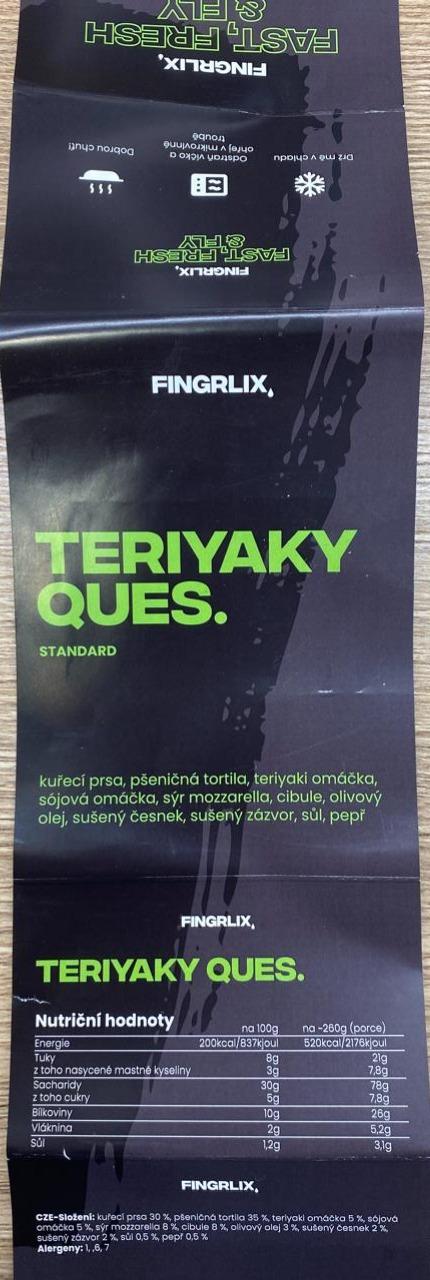 FAST, FRESH
& FLY
FINGRLIX,
Drž mě v chladu
Odstraň víčko a
ohřej v mikrovinné
troubě
Dobrou chuť!
FAST, FRESH
& FLY
FINGRLIX,
FINGRLIX,
TERIYAKY
QUES.
STANDARD
kuřecí prsa, pšeničná tortila, teriyaki omáčka,
sójová omáčka, sýr mozzarella, cibule, olivový
olej, sušený česnek, sušený zázvor, sůl, pepř
FINGRLIX,
TERIYAKY QUES.
Nutriční hodnoty na 100g na ~260g (porce)
Energie 200kcal/837kjoul 520kcal/2176kjoul
Tuky 8g 21g
z toho nasycené mastné kyseliny 3g 7,8g
Sacharidy 30g 78g
z toho cukry 5g 7,8g
Bílkoviny 10g 26g
Vláknina 2g 5,2g
Sůl 1,2g 3,1g
FINGRLIX,
CZE-Složení: kuřecí prsa 30 %, pšeničná tortila 35 %, teriyaki omáčka 5 %, sójová
omáčka 5 %, sýr mozzarella 8 %, cibule 8 %, olivový olej 3 %, sušený česnek 2 %,
sušený zázvor 2 %, sůl 0,5 %, pepř 0,5 %
Alergeny: 1, ,6, 7